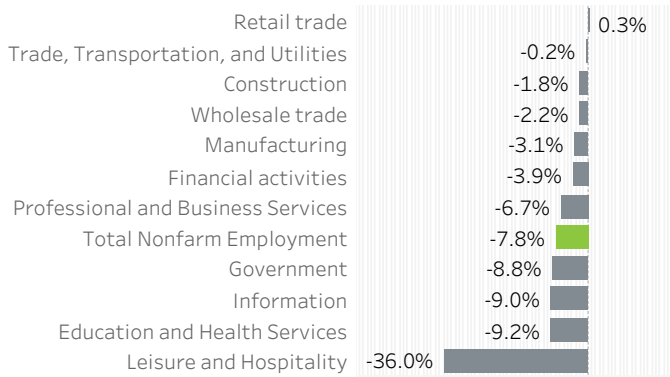 Retail trade 0.3%
Trade, Transportation, and Utilities -0.2%
Construction -1.8%
Wholesale trade -2.2%
Manufacturing -3.1%
Financial activities -3.9%
Professional and Business Services -6.7%
Total Nonfarm Employment -7.8%
Government -8.8%
Information -9.0%
Education and Health Services -9.2%
Leisure and Hospitality -36.0%